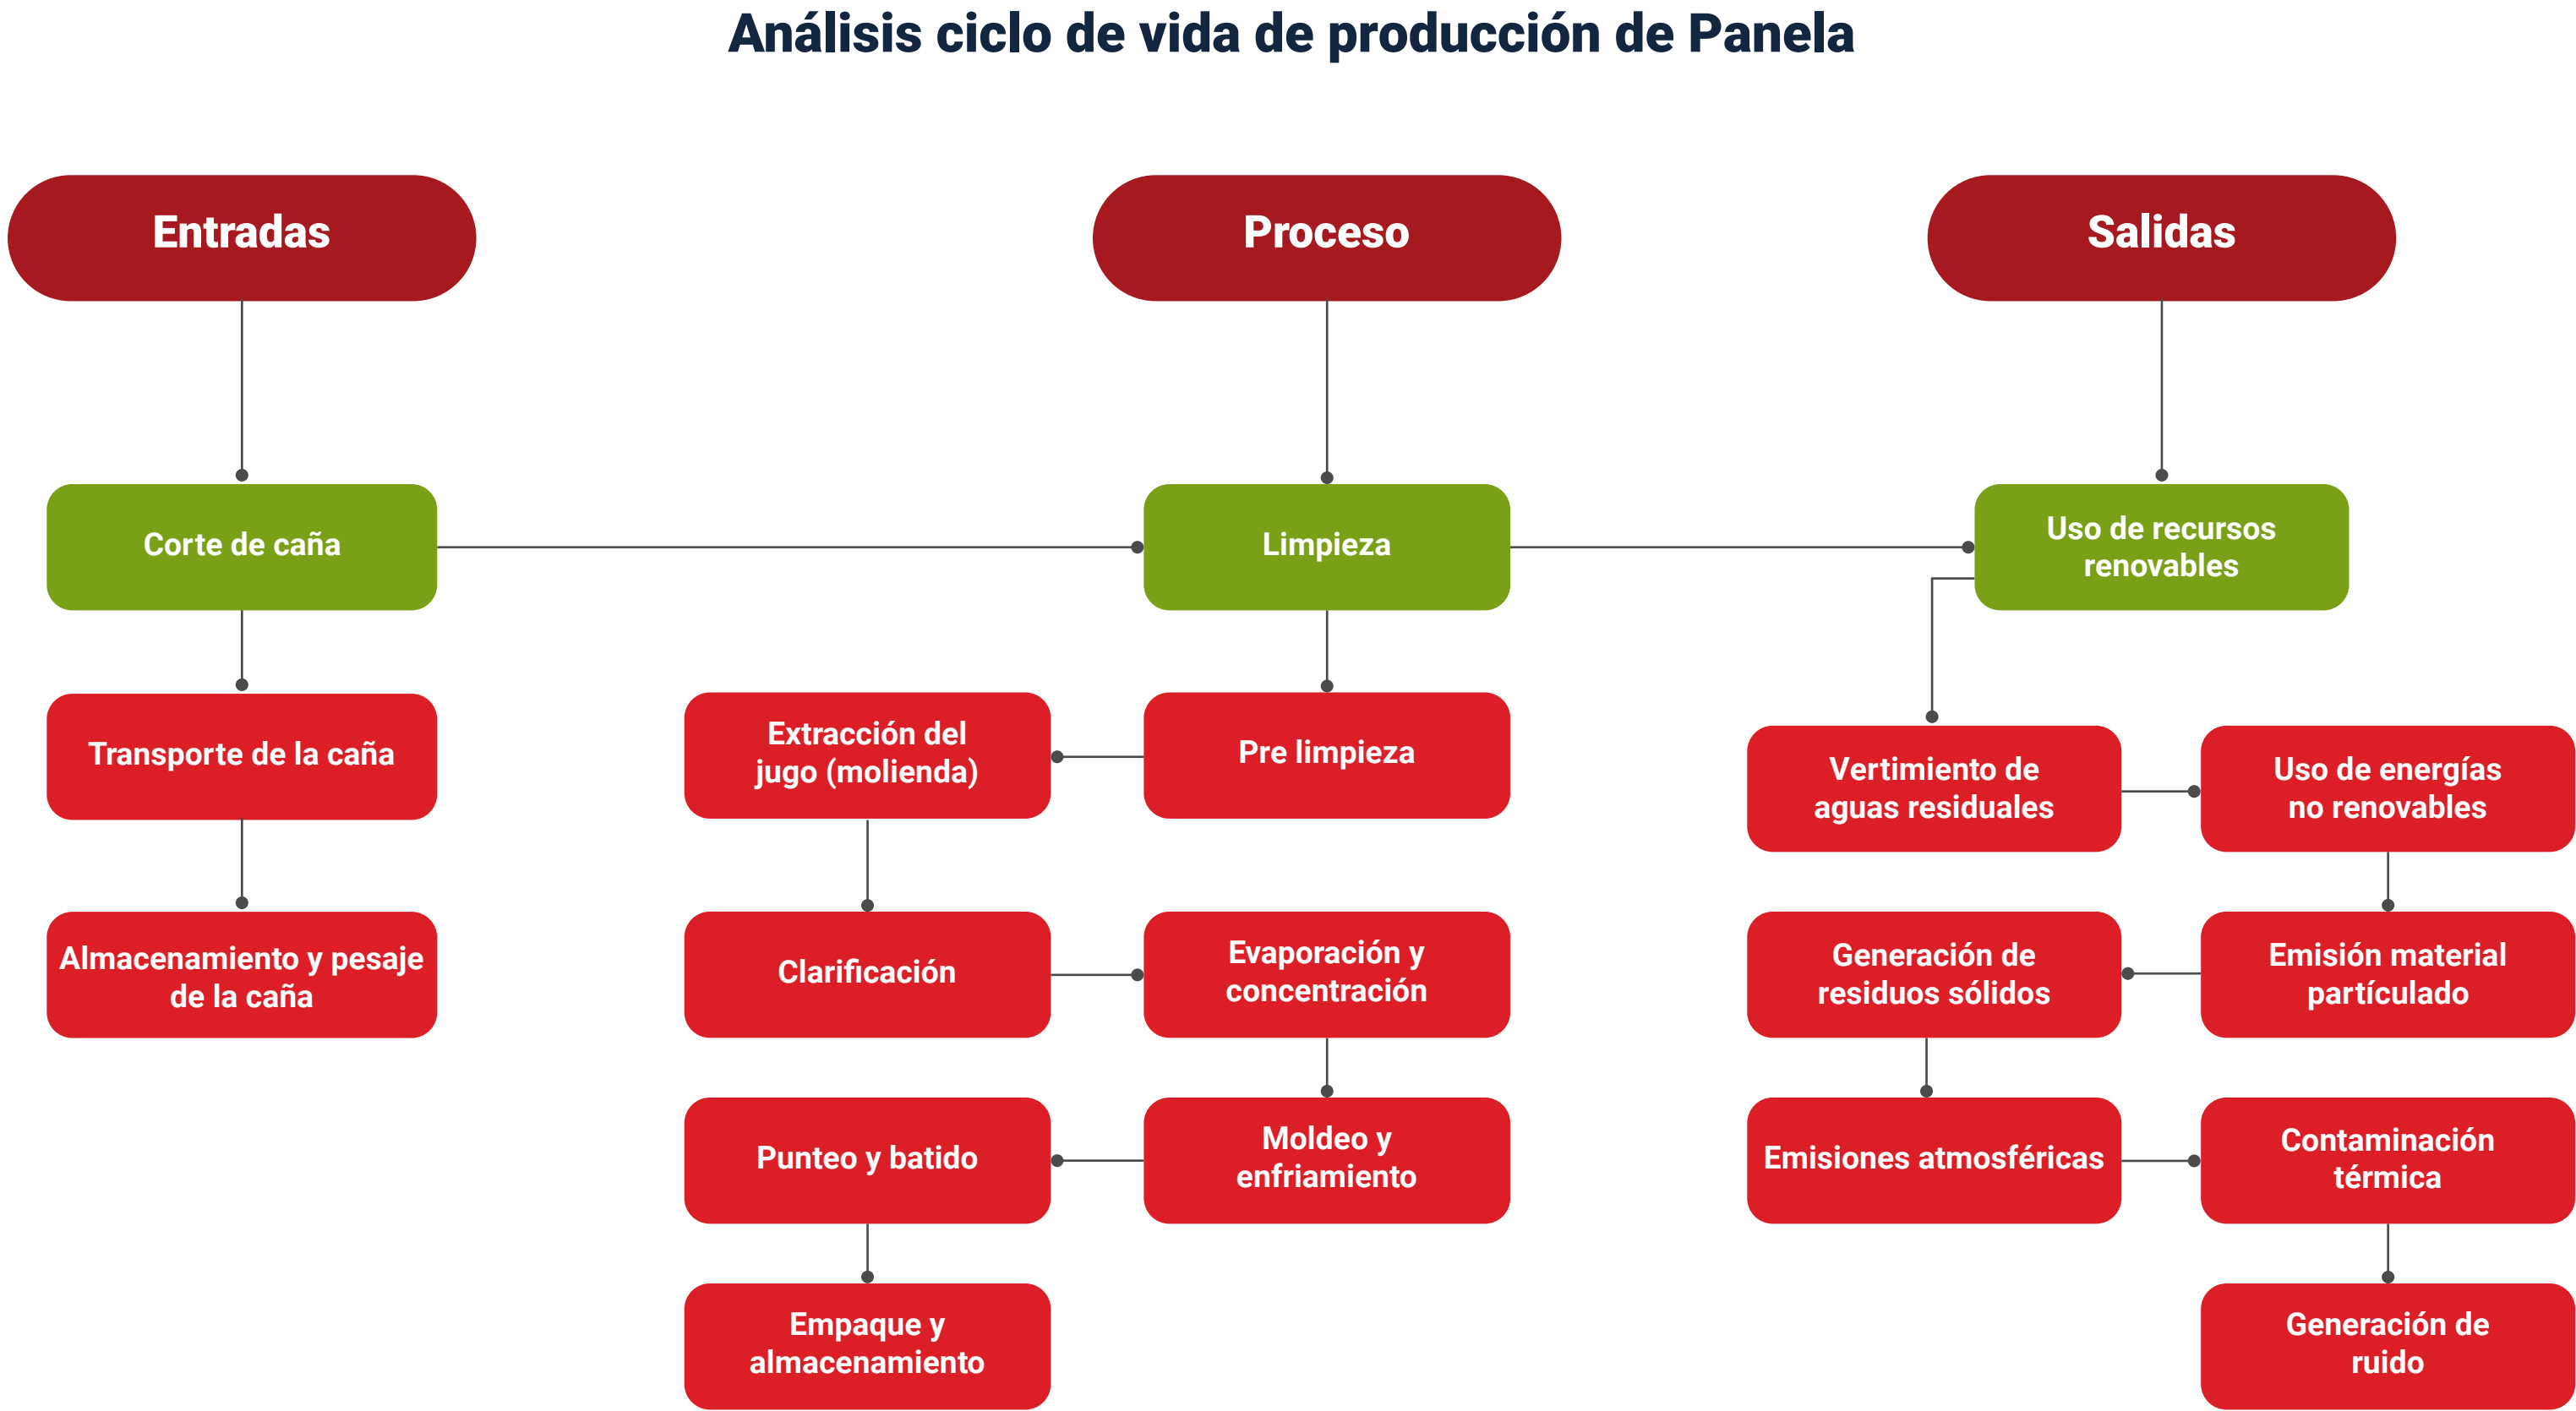 Análisis ciclo de vida de producción de Panela
Entradas
Proceso
Salidas
Corte de caña
Limpieza
Uso de recursos
renovables
Transporte de la caña
Extracción del
jugo (molienda)
Pre limpieza
Vertimiento de
aguas residuales
Uso de energías
no renovables
Almacenamiento y pesaje
de la caña
Clarificación
Evaporación y
concentración
Generación de
residuos sólidos
Emisión material
partículado
Punteo y batido
Moldeo y
enfriamiento
Emisiones atmosféricas
Contaminación
térmica
Empaque y
almacenamiento
Generación de
ruido